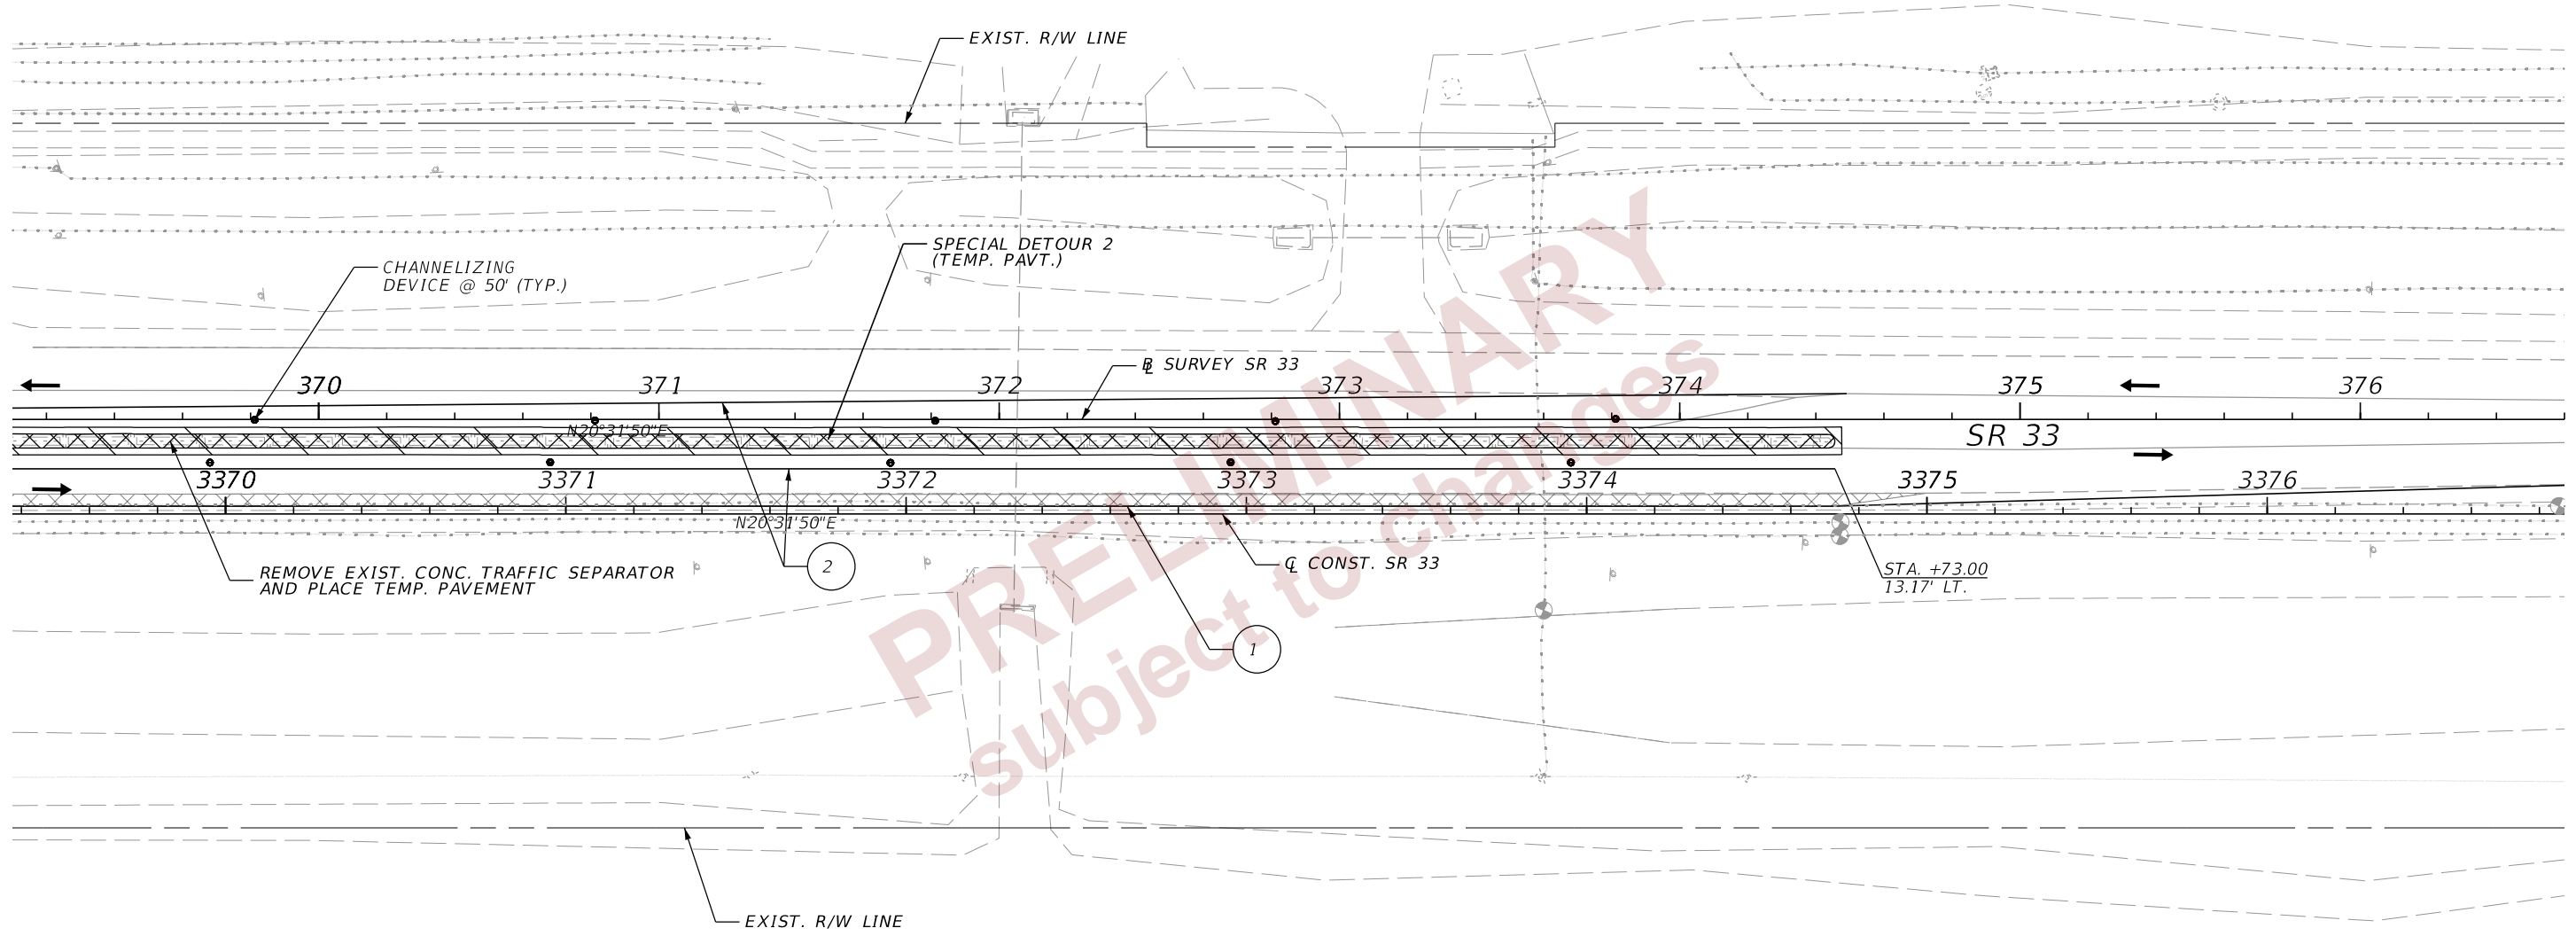 EXIST. R/W LINE
SPECIAL DETOUR 2
(TEMP. PAVT.)
CHANNELIZING
DEVICE @ 50' (TYP.)
BL SURVEY SR 33
370
371
372
373
374
375
376
N20°31'50"E
SR 33
3370
3371
3372
3373
3374
3375
3376
N20°31'50"E
2
CL CONST. SR 33
REMOVE EXIST. CONC. TRAFFIC SEPARATOR
AND PLACE TEMP. PAVEMENT
STA. +73.00
13.17' LT.
1
PRELIMINARY
subject to changes
EXIST. R/W LINE